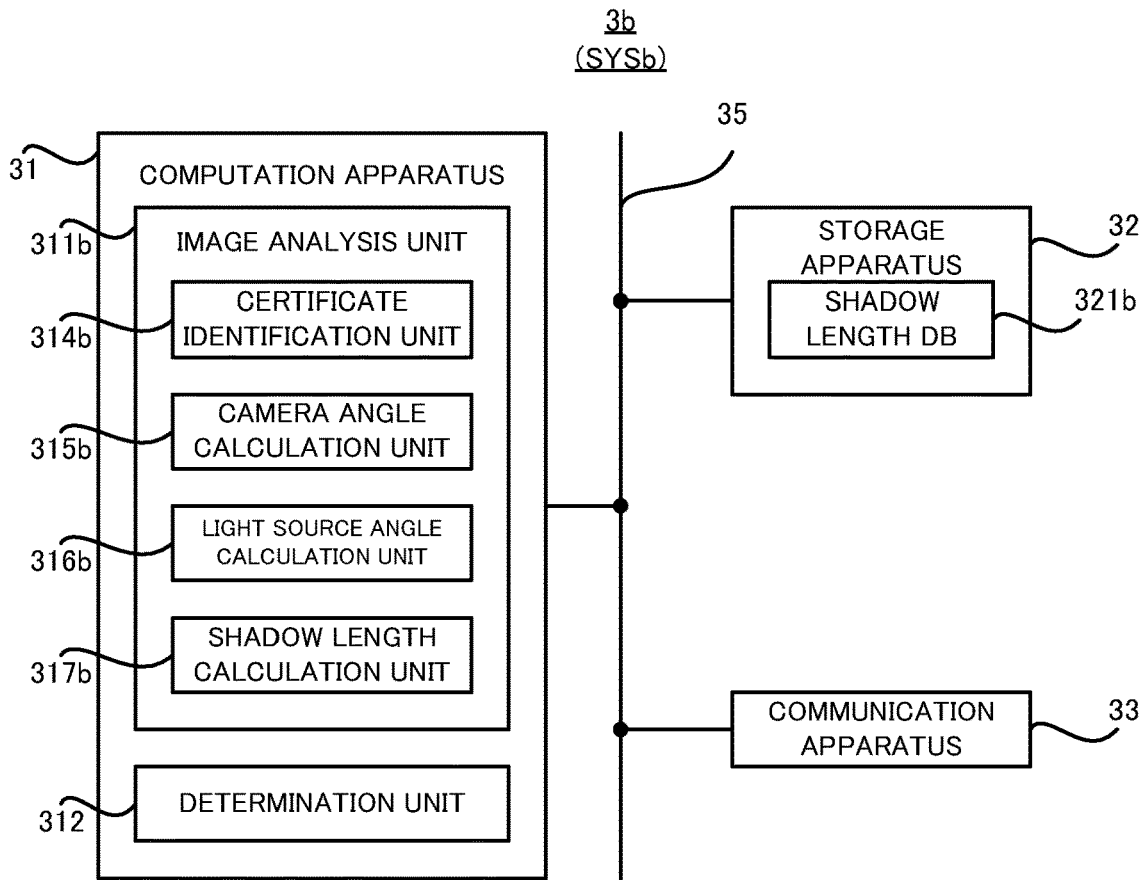 3b
(SYSb)
35
31
COMPUTATION APPARATUS
311b
IMAGE ANALYSIS UNIT
314b
CERTIFICATE
IDENTIFICATION UNIT
315b
CAMERA ANGLE
CALCULATION UNIT
316b
LIGHT SOURCE ANGLE
CALCULATION UNIT
317b
SHADOW LENGTH
CALCULATION UNIT
312
DETERMINATION UNIT
STORAGE
APPARATUS
32
SHADOW
LENGTH DB
321b
COMMUNICATION
APPARATUS
33